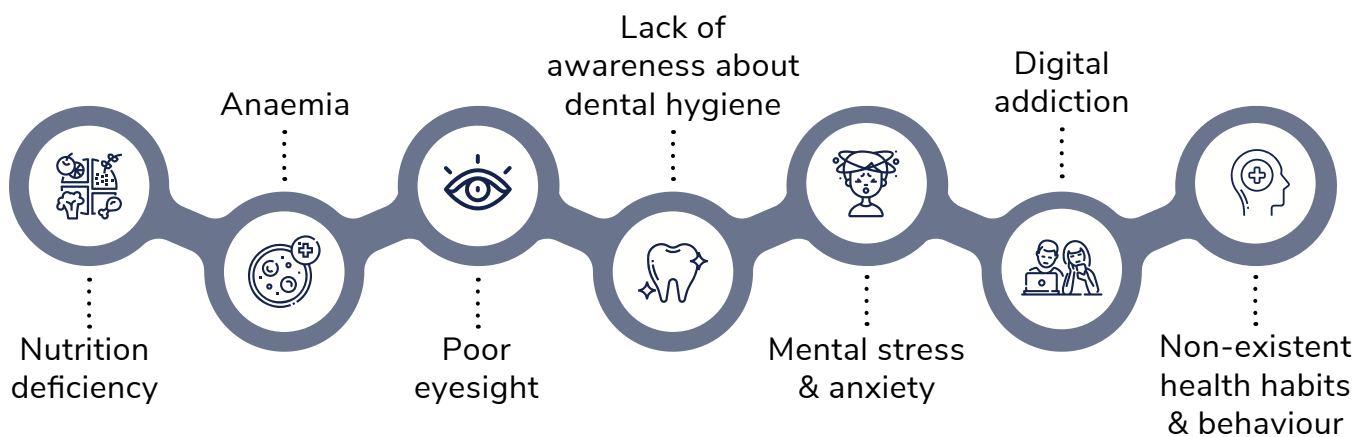 Nutrition
deficiency
Anaemia
Poor
eyesight
Lack of
awareness about
dental hygiene
Mental stress
& anxiety
Digital
addiction
Non-existent
health habits
& behaviour